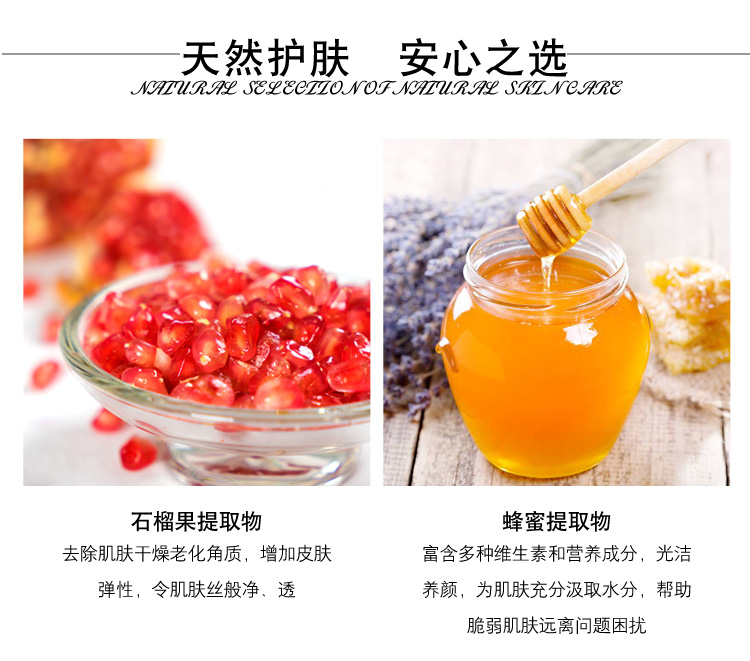 天然护肤 安心之选
NATURAL SELECTION OF NATURAL SKIN CARE
石榴果提取物
去除肌肤干燥老化角质，增加皮肤
弹性，令肌肤丝般净、透
蜂蜜提取物
富含多种维生素和营养成分，光洁
养颜，为肌肤充分汲取水分，帮助
脆弱肌肤远离问题困扰